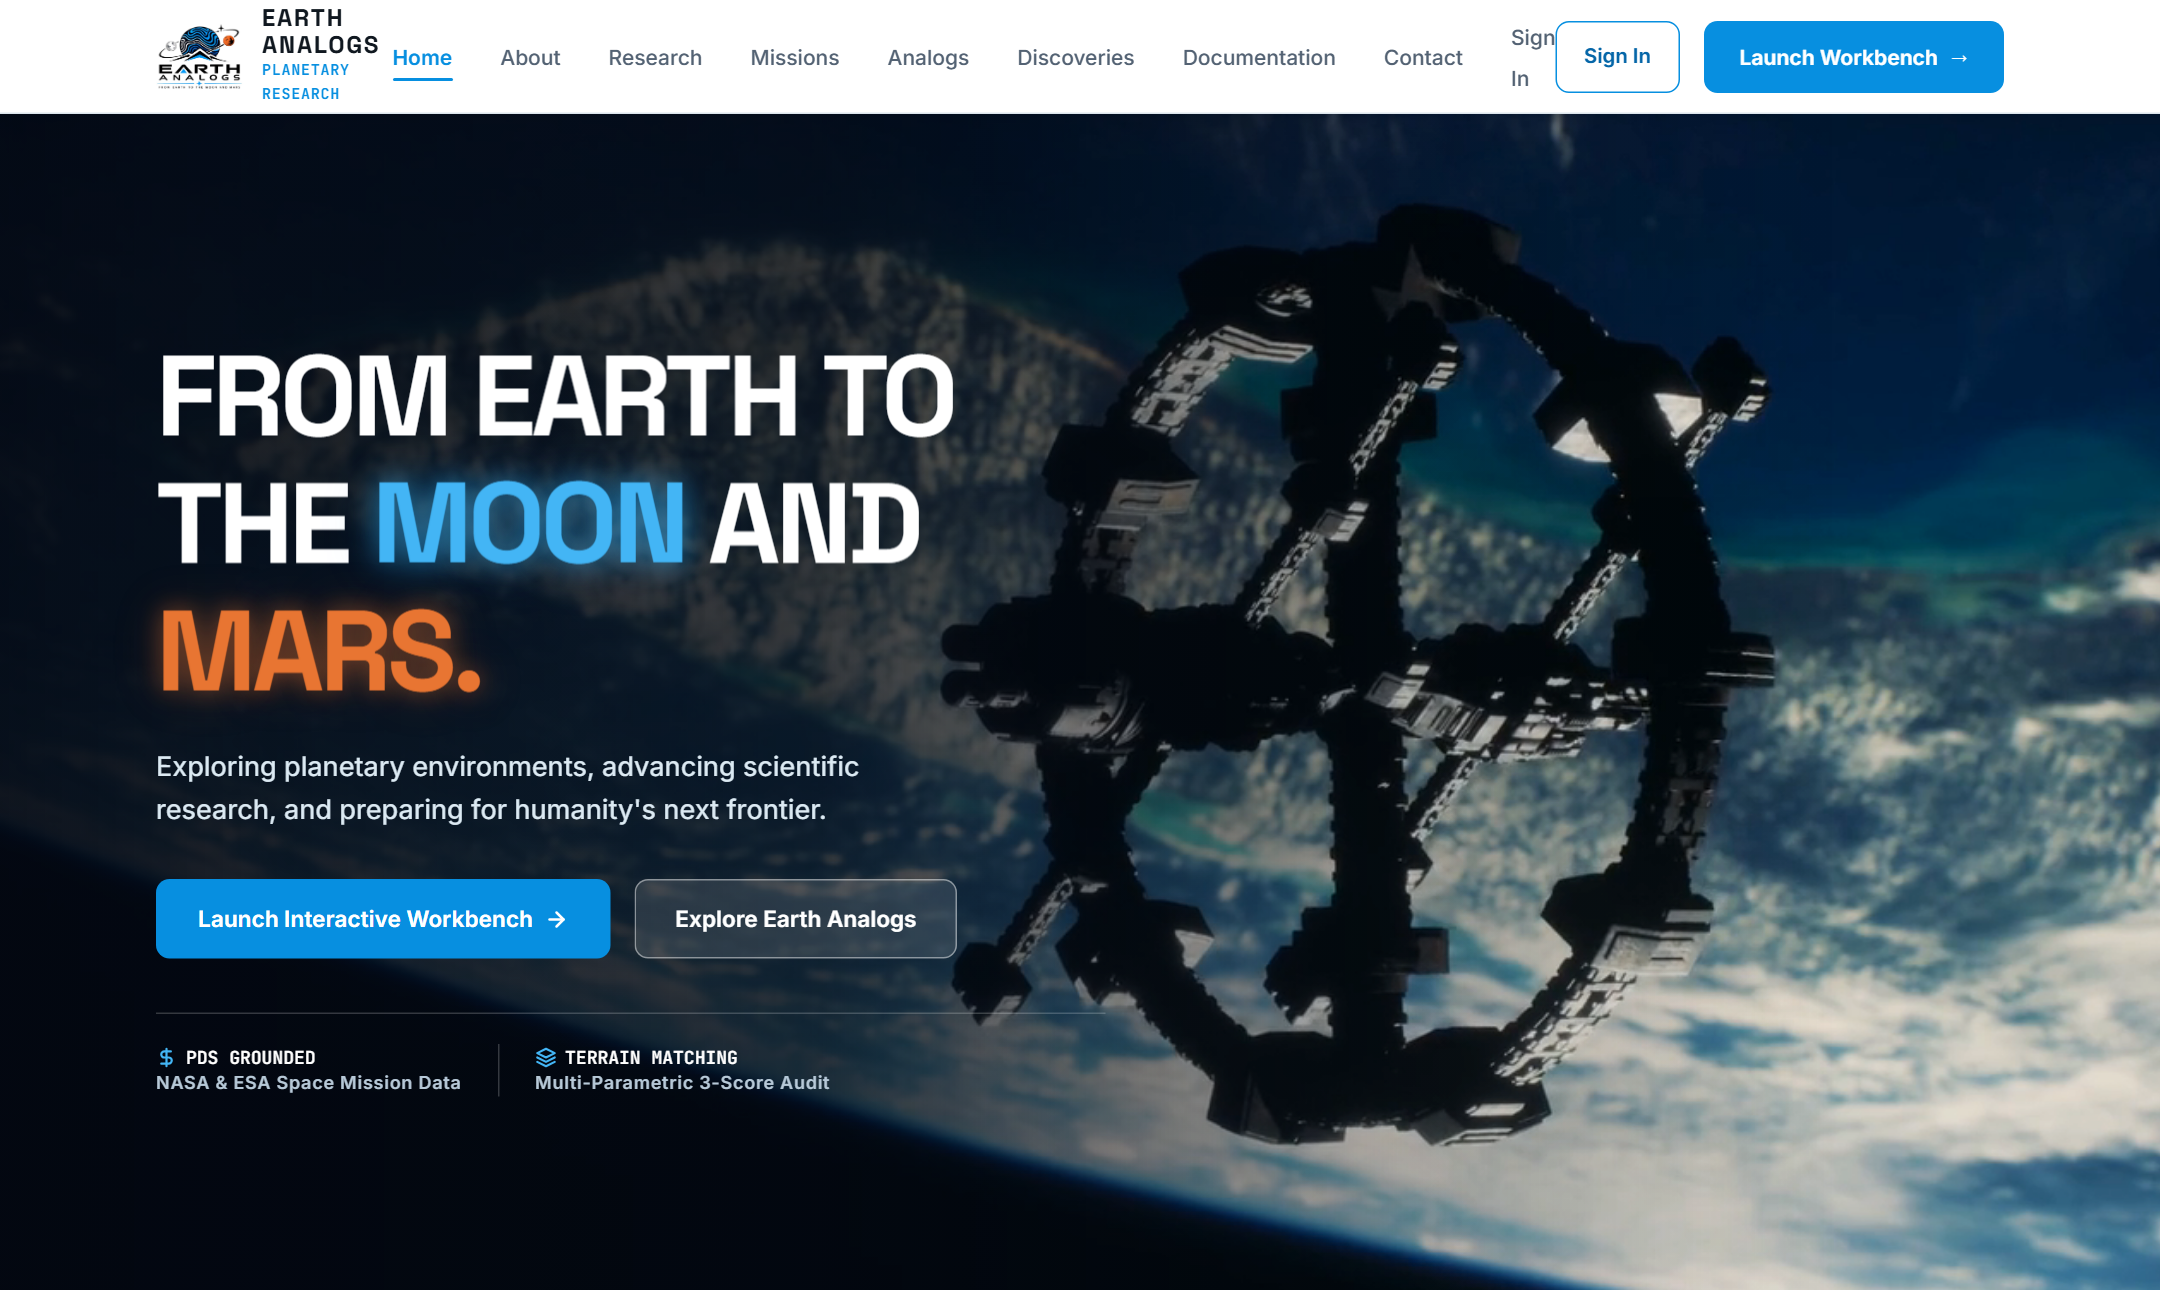 EARTH
ANALOGS
EARTH
ANALOGS
PLANETARY
RESEARCH
Home
About
Research
Missions
Analogs
Discoveries
Documentation
Contact
Sign
In
Sign In
Launch Workbench →
FROM EARTH TO
THE MOON AND
MARS.
Exploring planetary environments, advancing scientific
research, and preparing for humanity's next frontier.
Launch Interactive Workbench →
Explore Earth Analogs
PDS GROUNDED
NASA & ESA Space Mission Data
TERRAIN MATCHING
Multi-Parametric 3-Score Audit